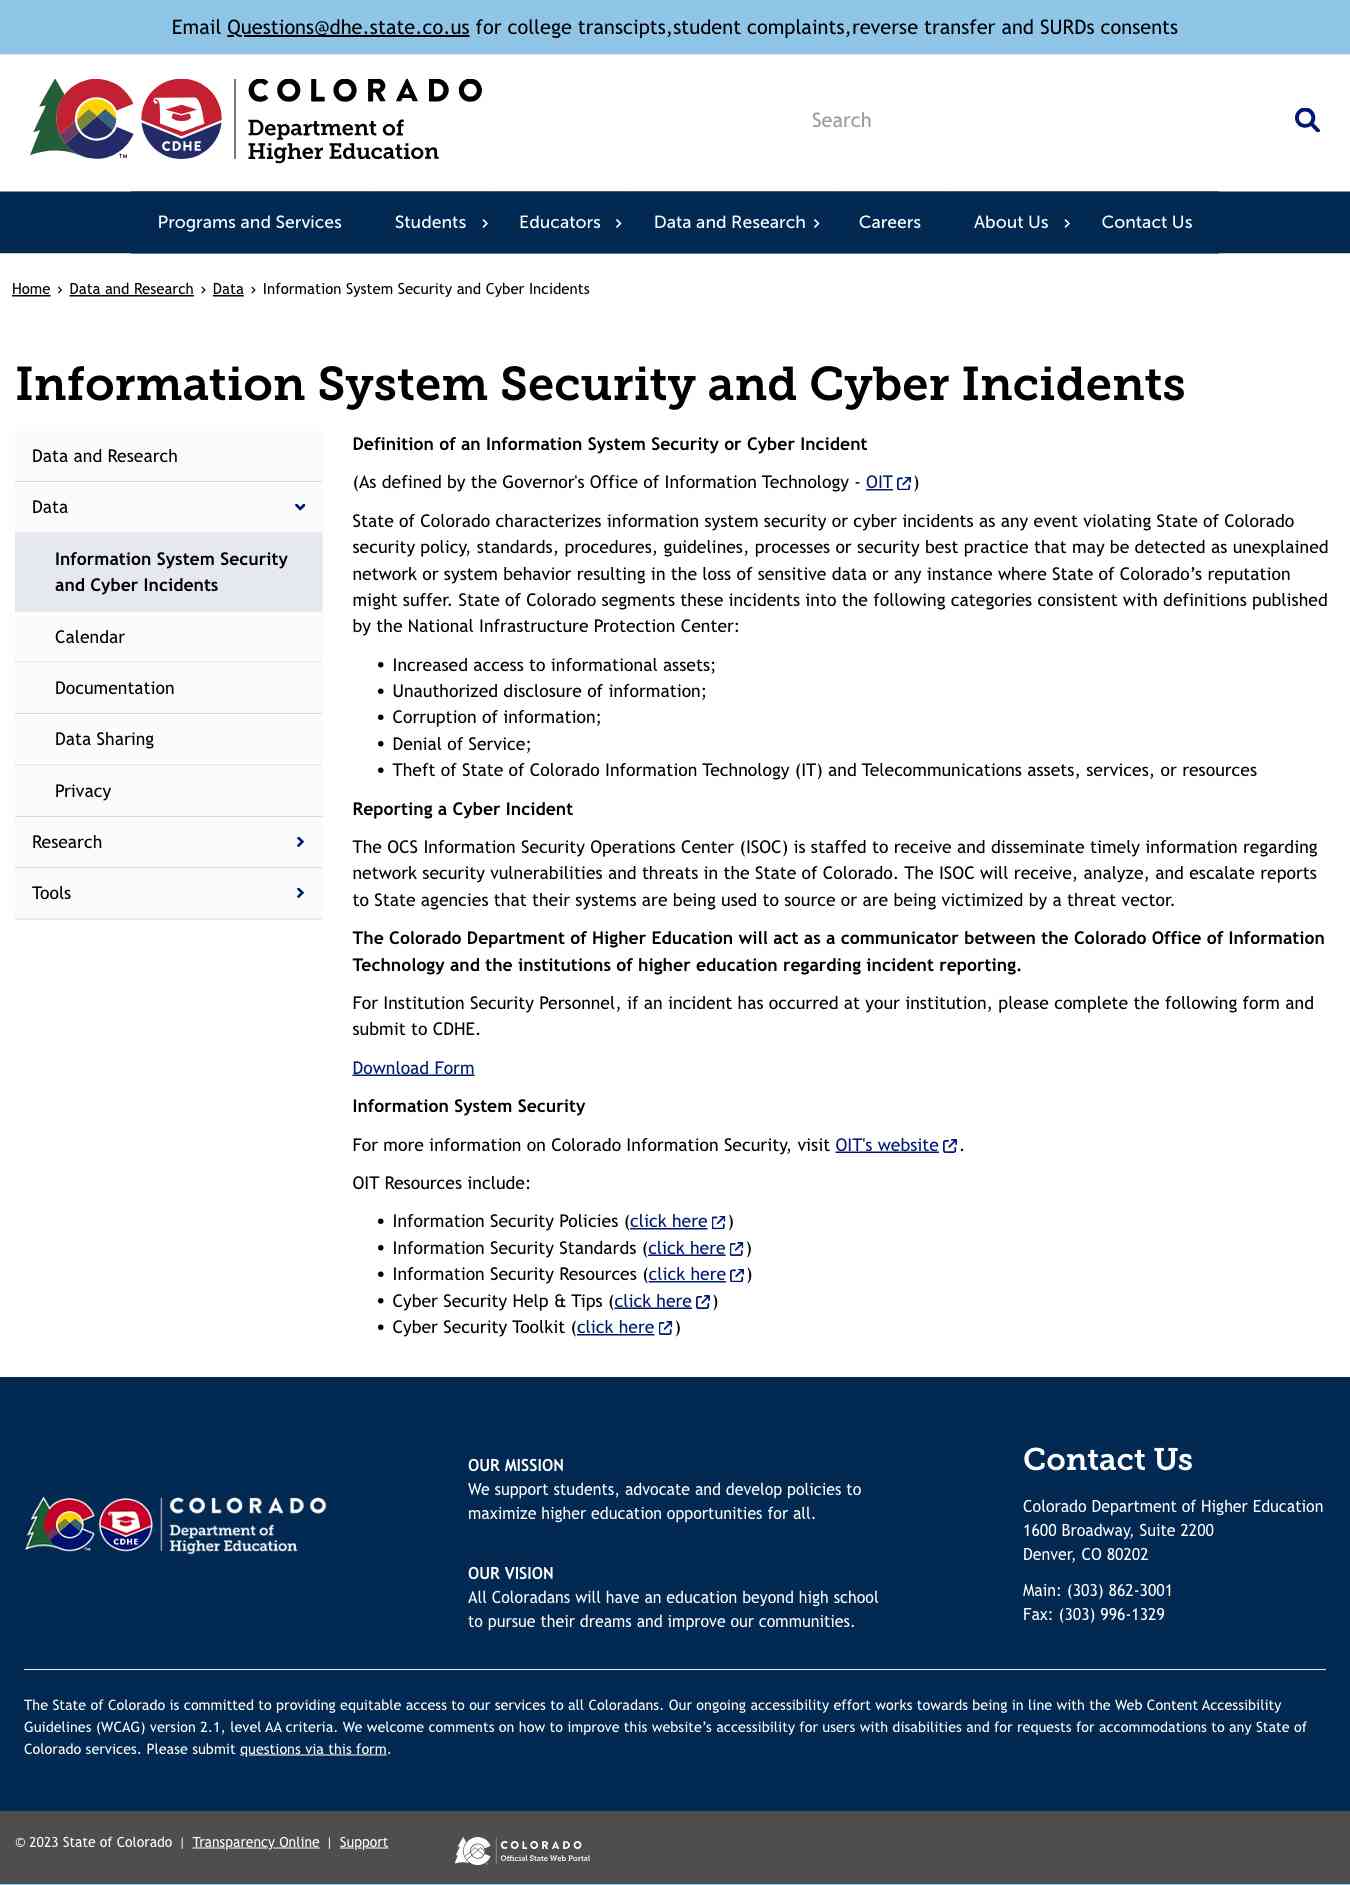 Email Questions@dhe.state.co.us for college transcipts,student complaints,reverse transfer and SURDs consents
CDHE
TM
COLORADO
Department of
Higher Education
Search
Programs and Services Students Educators Data and Research Careers About Us Contact Us
Home › Data and Research › Data › Information System Security and Cyber Incidents
Information System Security and Cyber Incidents
Data and Research
Data
Information System Security
and Cyber Incidents
Calendar
Documentation
Data Sharing
Privacy
Research
Tools
Definition of an Information System Security or Cyber Incident
(As defined by the Governor's Office of Information Technology - OIT)
State of Colorado characterizes information system security or cyber incidents as any event violating State of Colorado
security policy, standards, procedures, guidelines, processes or security best practice that may be detected as unexplained
network or system behavior resulting in the loss of sensitive data or any instance where State of Colorado’s reputation
might suffer. State of Colorado segments these incidents into the following categories consistent with definitions published
by the National Infrastructure Protection Center:
• Increased access to informational assets;
• Unauthorized disclosure of information;
• Corruption of information;
• Denial of Service;
• Theft of State of Colorado Information Technology (IT) and Telecommunications assets, services, or resources
Reporting a Cyber Incident
The OCS Information Security Operations Center (ISOC) is staffed to receive and disseminate timely information regarding
network security vulnerabilities and threats in the State of Colorado. The ISOC will receive, analyze, and escalate reports
to State agencies that their systems are being used to source or are being victimized by a threat vector.
The Colorado Department of Higher Education will act as a communicator between the Colorado Office of Information
Technology and the institutions of higher education regarding incident reporting.
For Institution Security Personnel, if an incident has occurred at your institution, please complete the following form and
submit to CDHE.
Download Form
Information System Security
For more information on Colorado Information Security, visit OIT's website.
OIT Resources include:
• Information Security Policies (click here)
• Information Security Standards (click here)
• Information Security Resources (click here)
• Cyber Security Help & Tips (click here)
• Cyber Security Toolkit (click here)
CDHE
TM
COLORADO
Department of
Higher Education
OUR MISSION
We support students, advocate and develop policies to
maximize higher education opportunities for all.
OUR VISION
All Coloradans will have an education beyond high school
to pursue their dreams and improve our communities.
Contact Us
Colorado Department of Higher Education
1600 Broadway, Suite 2200
Denver, CO 80202
Main: (303) 862-3001
Fax: (303) 996-1329
The State of Colorado is committed to providing equitable access to our services to all Coloradans. Our ongoing accessibility effort works towards being in line with the Web Content Accessibility
Guidelines (WCAG) version 2.1, level AA criteria. We welcome comments on how to improve this website’s accessibility for users with disabilities and for requests for accommodations to any State of
Colorado services. Please submit questions via this form.
© 2023 State of Colorado | Transparency Online | Support
COLORADO
Official State Web Portal